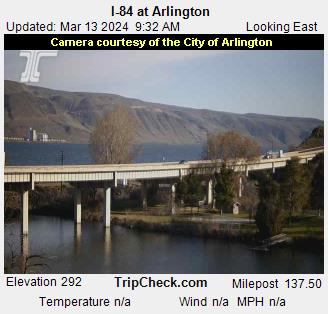 I-84 at Arlington
Updated: Mar 13 2024 9:32 AM Looking East
Camera courtesy of the City of Arlington
Elevation 292 TripCheck.com Milepost 137.50
Temperature n/a Wind n/a MPH n/a